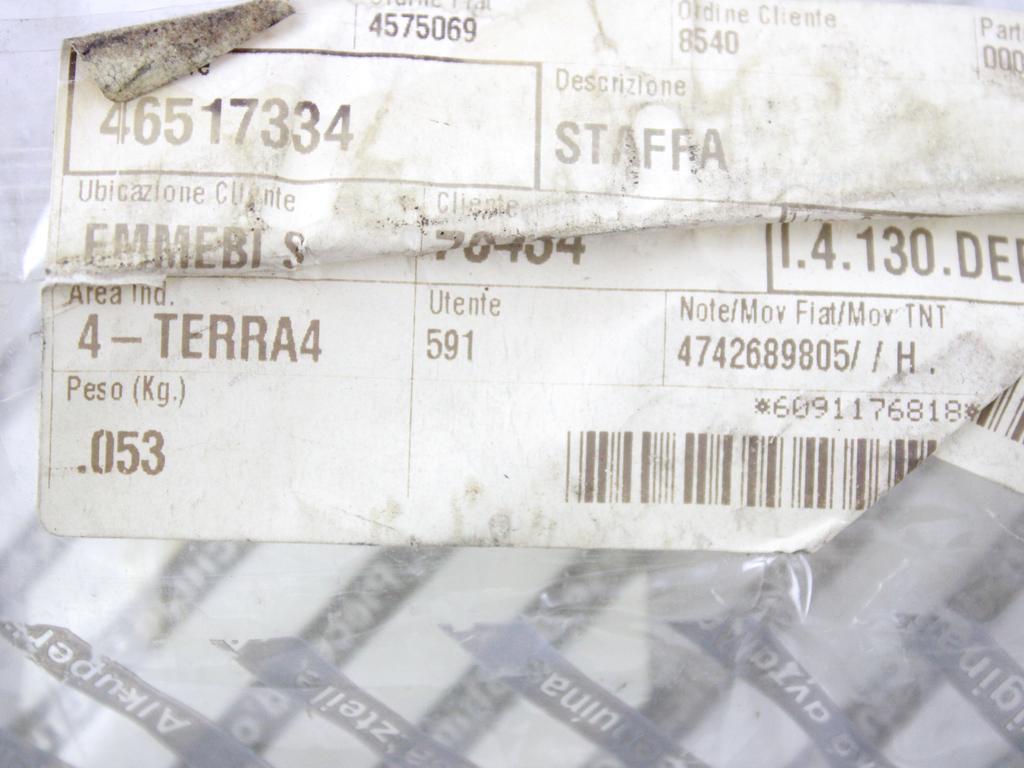 4575069
Ordine Cliente
8540
46517334
Descrizione
STAFFA
Ubicazione Cliente
EMMEBI S
Cliente
I.4.130.DE
Area Ind.
4-TERRA4
Utente
591
Note/Mov Fiat/Mov TNT
4742689805/ / H .
Peso (Kg.)
.053
*6091176818*
Alkuper